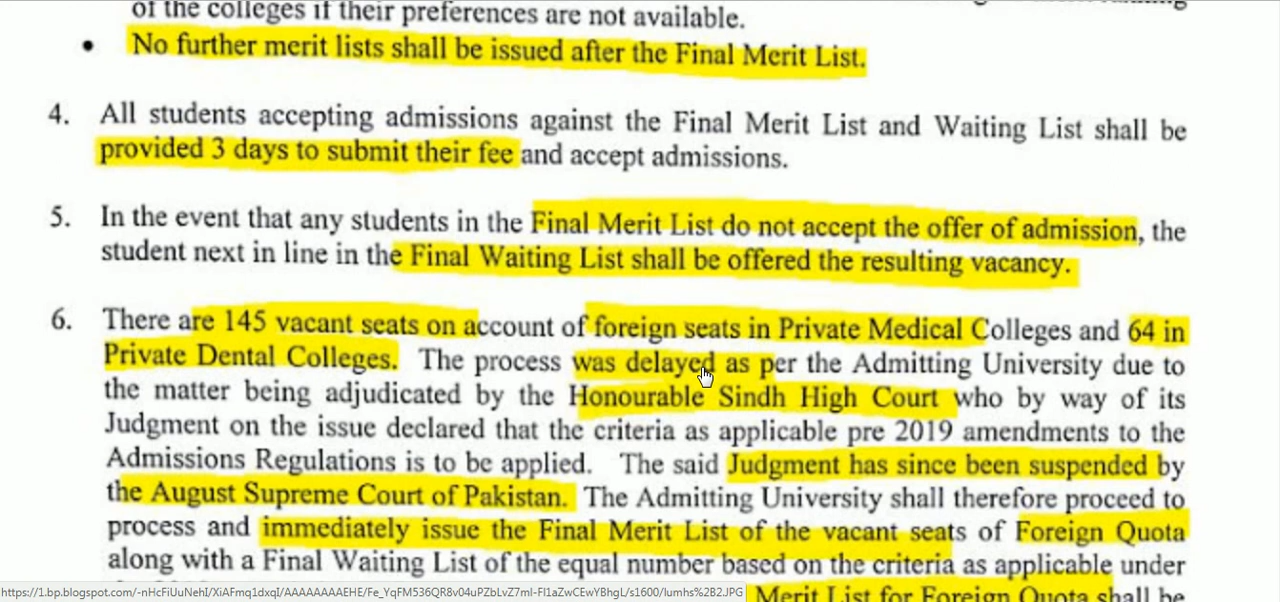 of the colleges if their preferences are not available.
• No further merit lists shall be issued after the Final Merit List.
4. All students accepting admissions against the Final Merit List and Waiting List shall be
provided 3 days to submit their fee and accept admissions.
5. In the event that any students in the Final Merit List do not accept the offer of admission, the
student next in line in the Final Waiting List shall be offered the resulting vacancy.
6. There are 145 vacant seats on account of foreign seats in Private Medical Colleges and 64 in
Private Dental Colleges. The process was delayed as per the Admitting University due to
the matter being adjudicated by the Honourable Sindh High Court who by way of its
Judgment on the issue declared that the criteria as applicable pre 2019 amendments to the
Admissions Regulations is to be applied. The said Judgment has since been suspended by
the August Supreme Court of Pakistan. The Admitting University shall therefore proceed to
process and immediately issue the Final Merit List of the vacant seats of Foreign Quota
along with a Final Waiting List of the equal number based on the criteria as applicable under
Merit List for Foreign Quota shall be
https://1.bp.blogspot.com/-nHcFiUuNehI/XiAFmq1dxqI/AAAAAAAAEHE/Fe_YqFM536QR8v04uPZbLvZ7ml-Fl1aZwCEwYBhgL/s1600/lumhs%2B2.JPG